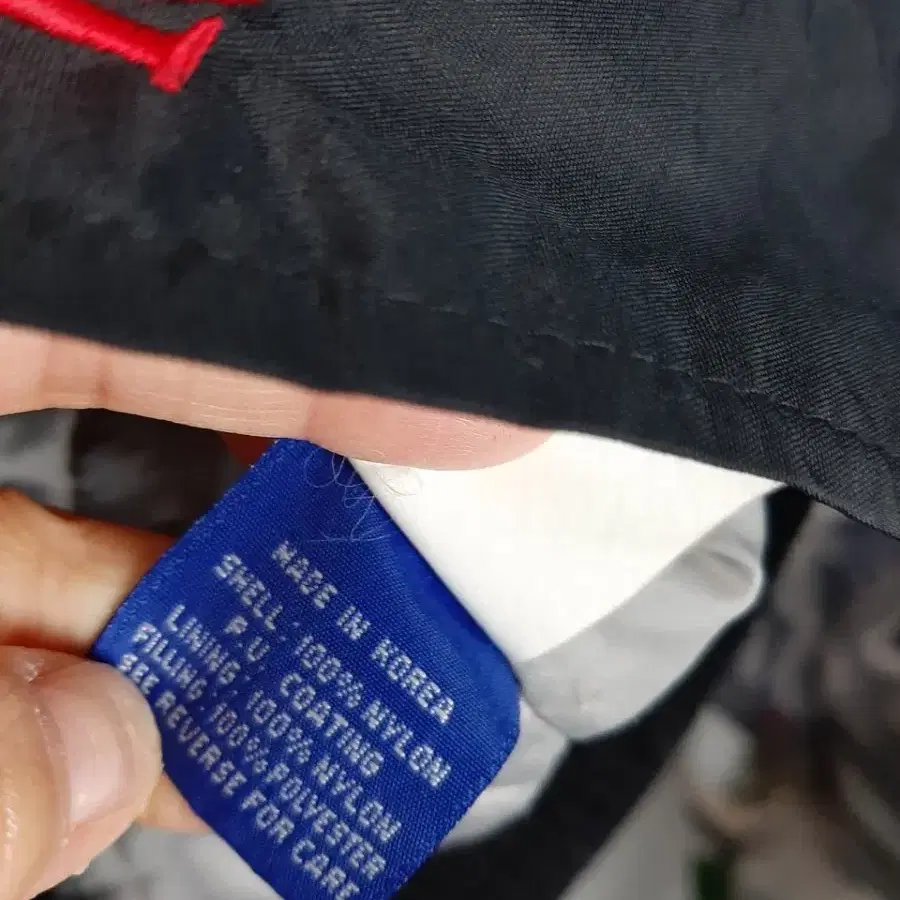 MADE IN KOREA
SHELL : 100% NYLON
P.U COATING
LINING : 100% NYLON
FILLING : 100% POLYESTER
SEE REVERSE FOR CARE